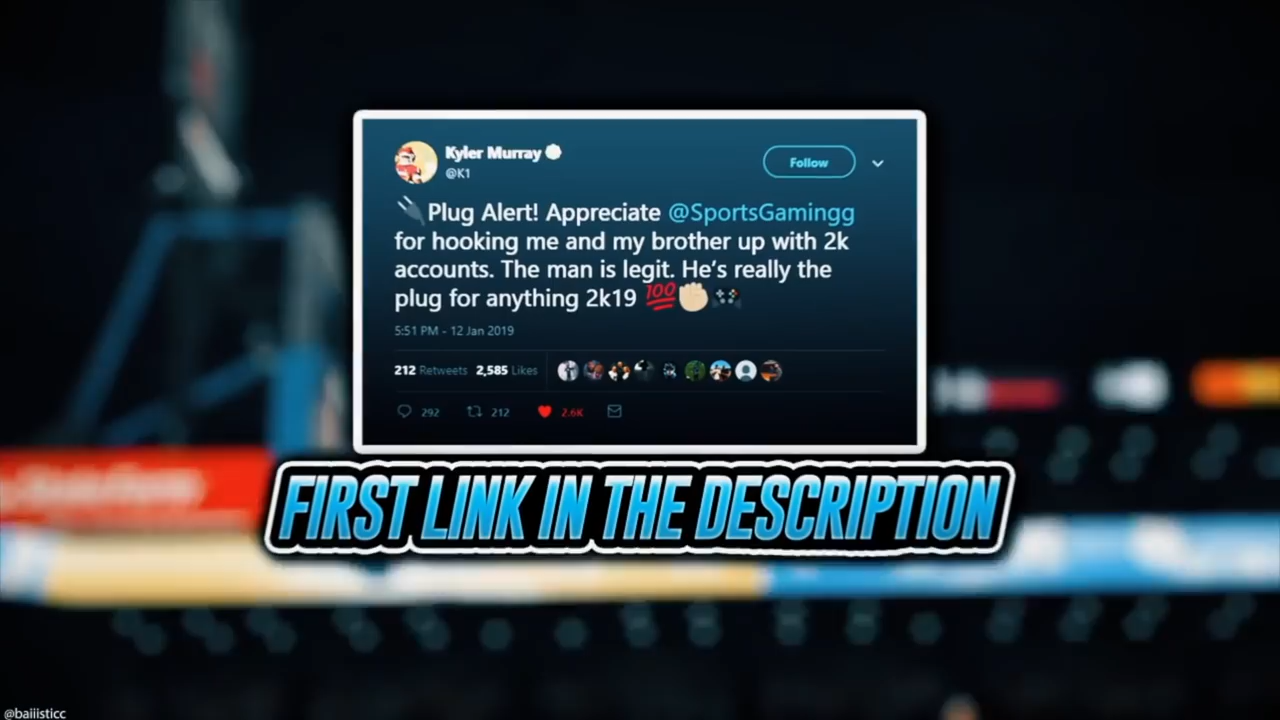 Kyler Murray
@K1
Follow
Plug Alert! Appreciate @SportsGamingg
for hooking me and my brother up with 2k
accounts. The man is legit. He's really the
plug for anything 2k19 💯✊🏻🎮
5:51 PM - 12 Jan 2019
212 Retweets 2,585 Likes
292 212 2.6K
FIRST LINK IN THE DESCRIPTION
@baiiisticc